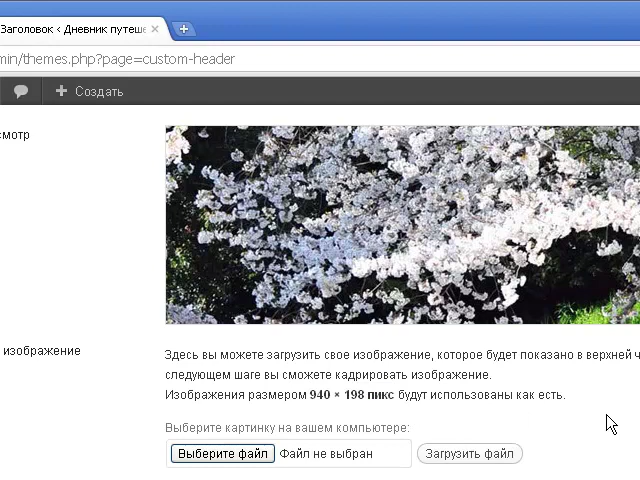 Заголовок ‹ Дневник путеше
min/themes.php?page=custom-header
Создать
смотр
изображение
Здесь вы можете загрузить свое изображение, которое будет показано в верхней ч
следующем шаге вы сможете кадрировать изображение.
Изображения размером 940 × 198 пикс будут использованы как есть.
Выберите картинку на вашем компьютере:
Выберите файл Файл не выбран Загрузить файл